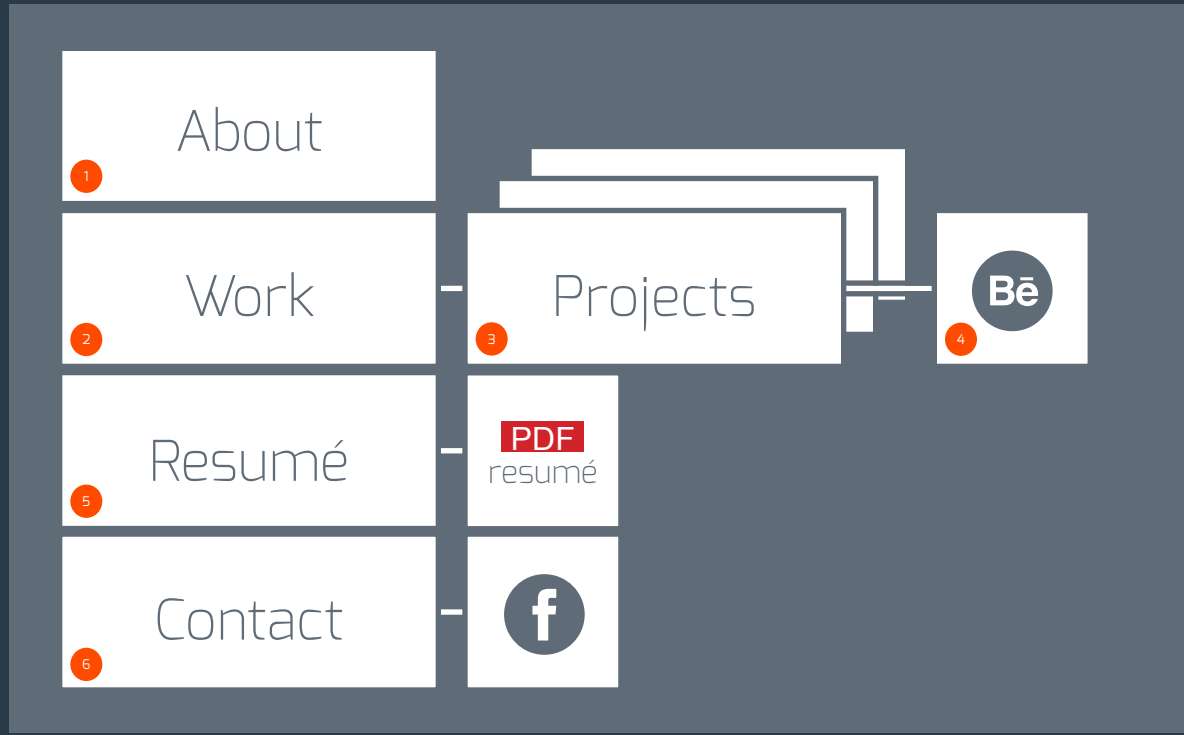 About
1
Work
2
Projects
3
Bē
4
Resumé
5
PDF
resumé
Contact
6
f